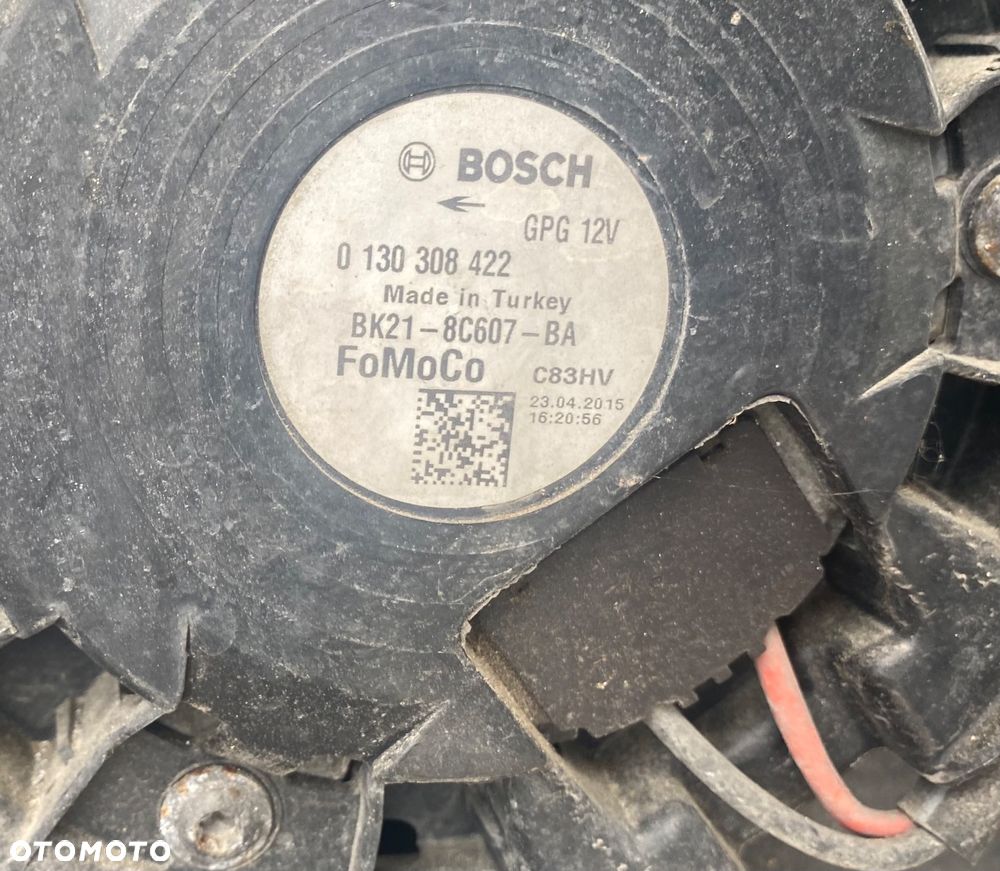 BOSCH
GPG 12V
0 130 308 422
Made in Turkey
BK21-8C607-BA
FoMoCo
C83HV
23.04.2015
16:20:56
OTOMOTO